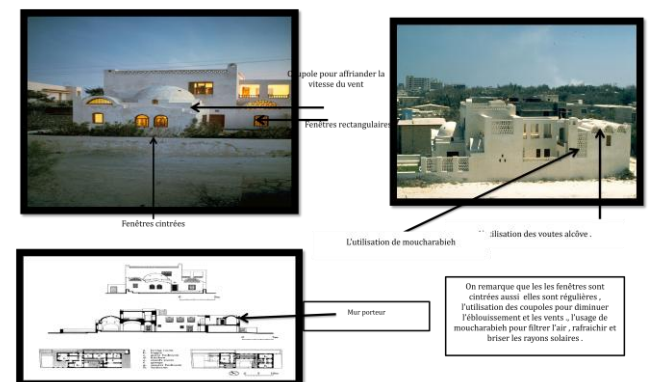 Coupole pour affriander la
vitesse du vent
Fenêtres rectangulaires
Fenêtres cintrées
L'utilisation de moucharabieh
utilisation des voutes alcôve .
Mur porteur
On remarque que les les fenêtres sont
cintrées aussi elles sont régulières ,
l'utilisation des coupoles pour diminuer
l'éblouissement et les vents ., l'usage de
moucharabieh pour filtrer l'air , rafraichir et
briser les rayons solaires .